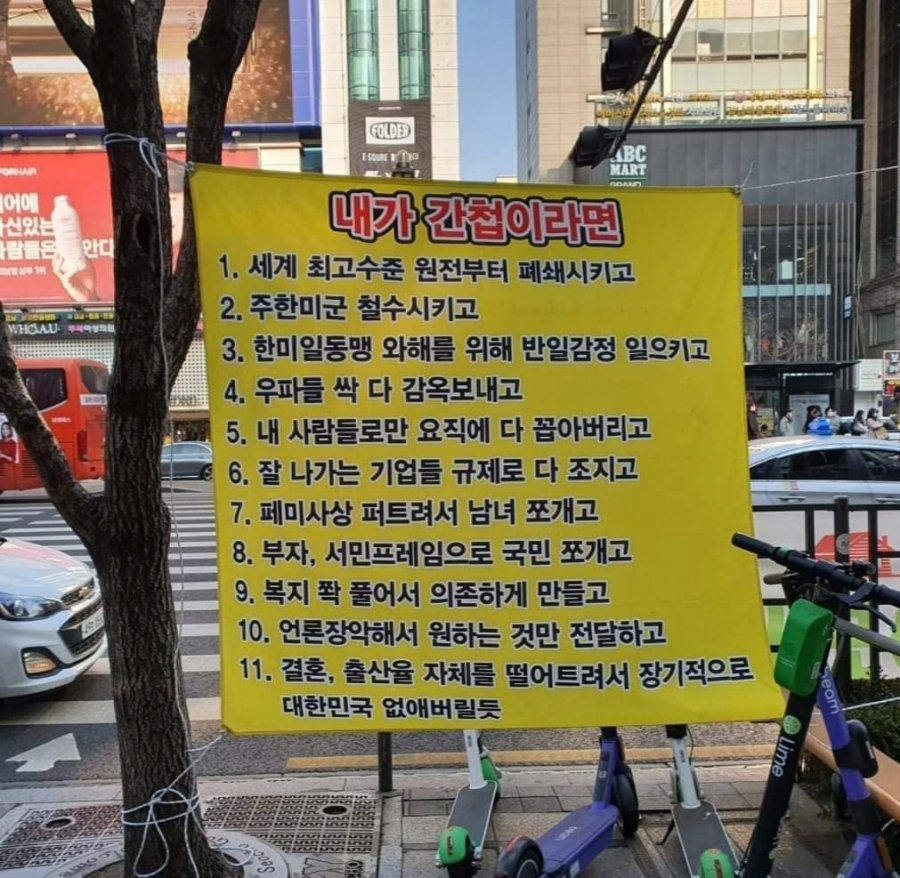 내가 간첩이라면
1. 세계 최고수준 원전부터 폐쇄시키고
2. 주한미군 철수시키고
3. 한미일동맹 와해를 위해 반일감정 일으키고
4. 우파들 싹 다 감옥보내고
5. 내 사람들로만 요직에 다 꼽아버리고
6. 잘 나가는 기업들 규제로 다 조지고
7. 페미사상 퍼트려서 남녀 쪼개고
8. 부자, 서민프레임으로 국민 쪼개고
9. 복지 쫙 풀어서 의존하게 만들고
10. 언론장악해서 원하는 것만 전달하고
11. 결혼, 출산율 자체를 떨어트려서 장기적으로
대한민국 없애버릴듯
FOLDER
ABC
MART
GRAND
FORHAIR
WHO.A.U
Lime
beam